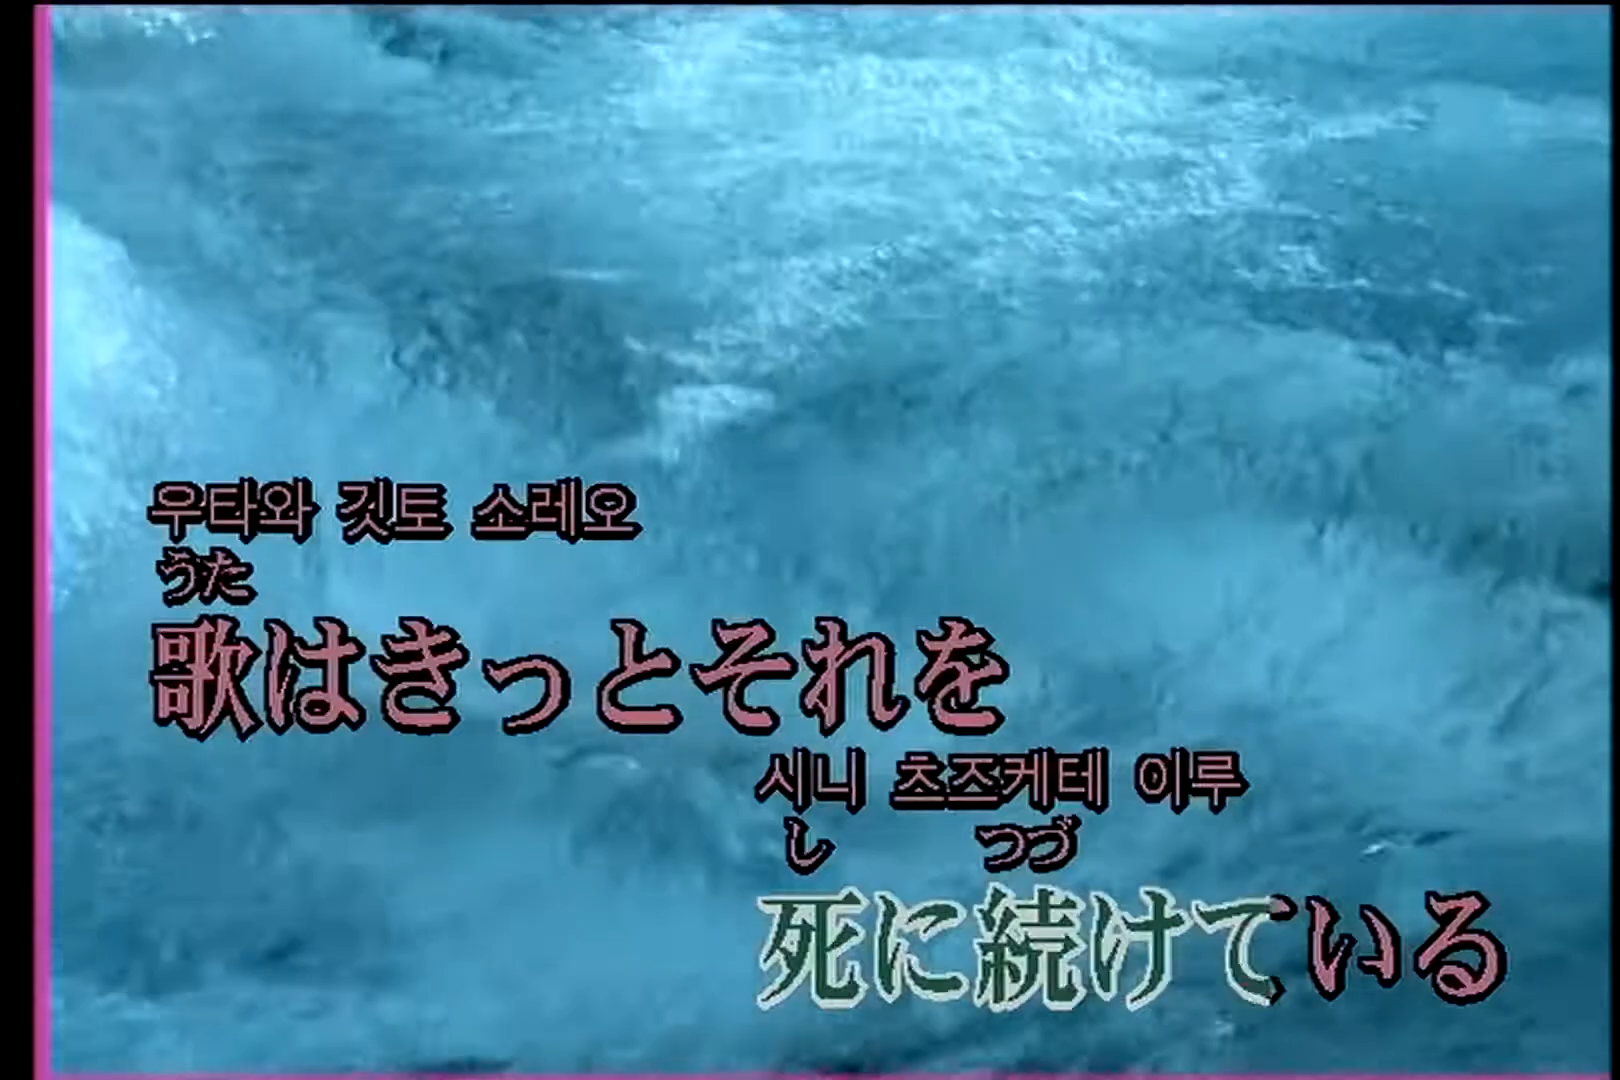 우타와 킷토 소레오
うた
歌はきっとそれを
시니 츠즈케테 이루
し つづ
死に続けている